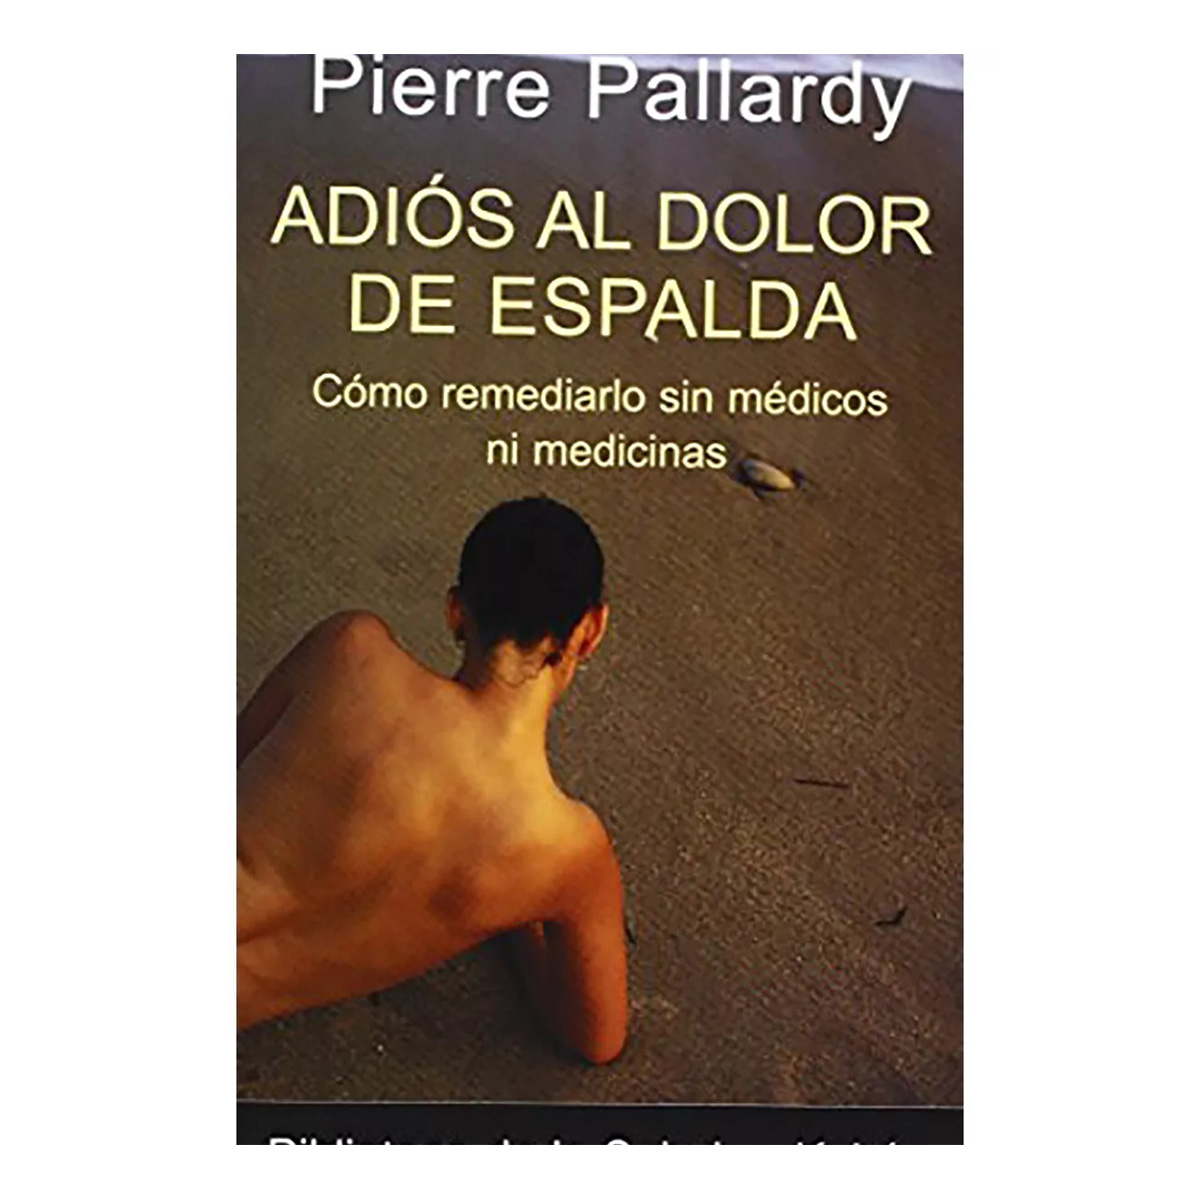 Pierre Pallardy
ADIÓS AL DOLOR
DE ESPALDA
Cómo remediarlo sin médicos
ni medicinas